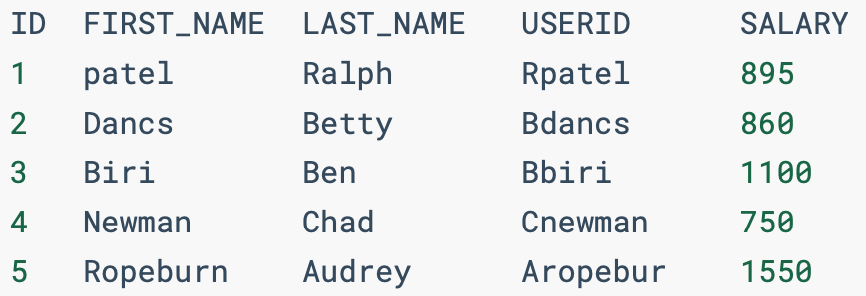 ID FIRST_NAME LAST_NAME USERID SALARY
1 patel Ralph Rpatel 895
2 Dancs Betty Bdancs 860
3 Biri Ben Bbiri 1100
4 Newman Chad Cnewman 750
5 Ropeburn Audrey Aropebur 1550